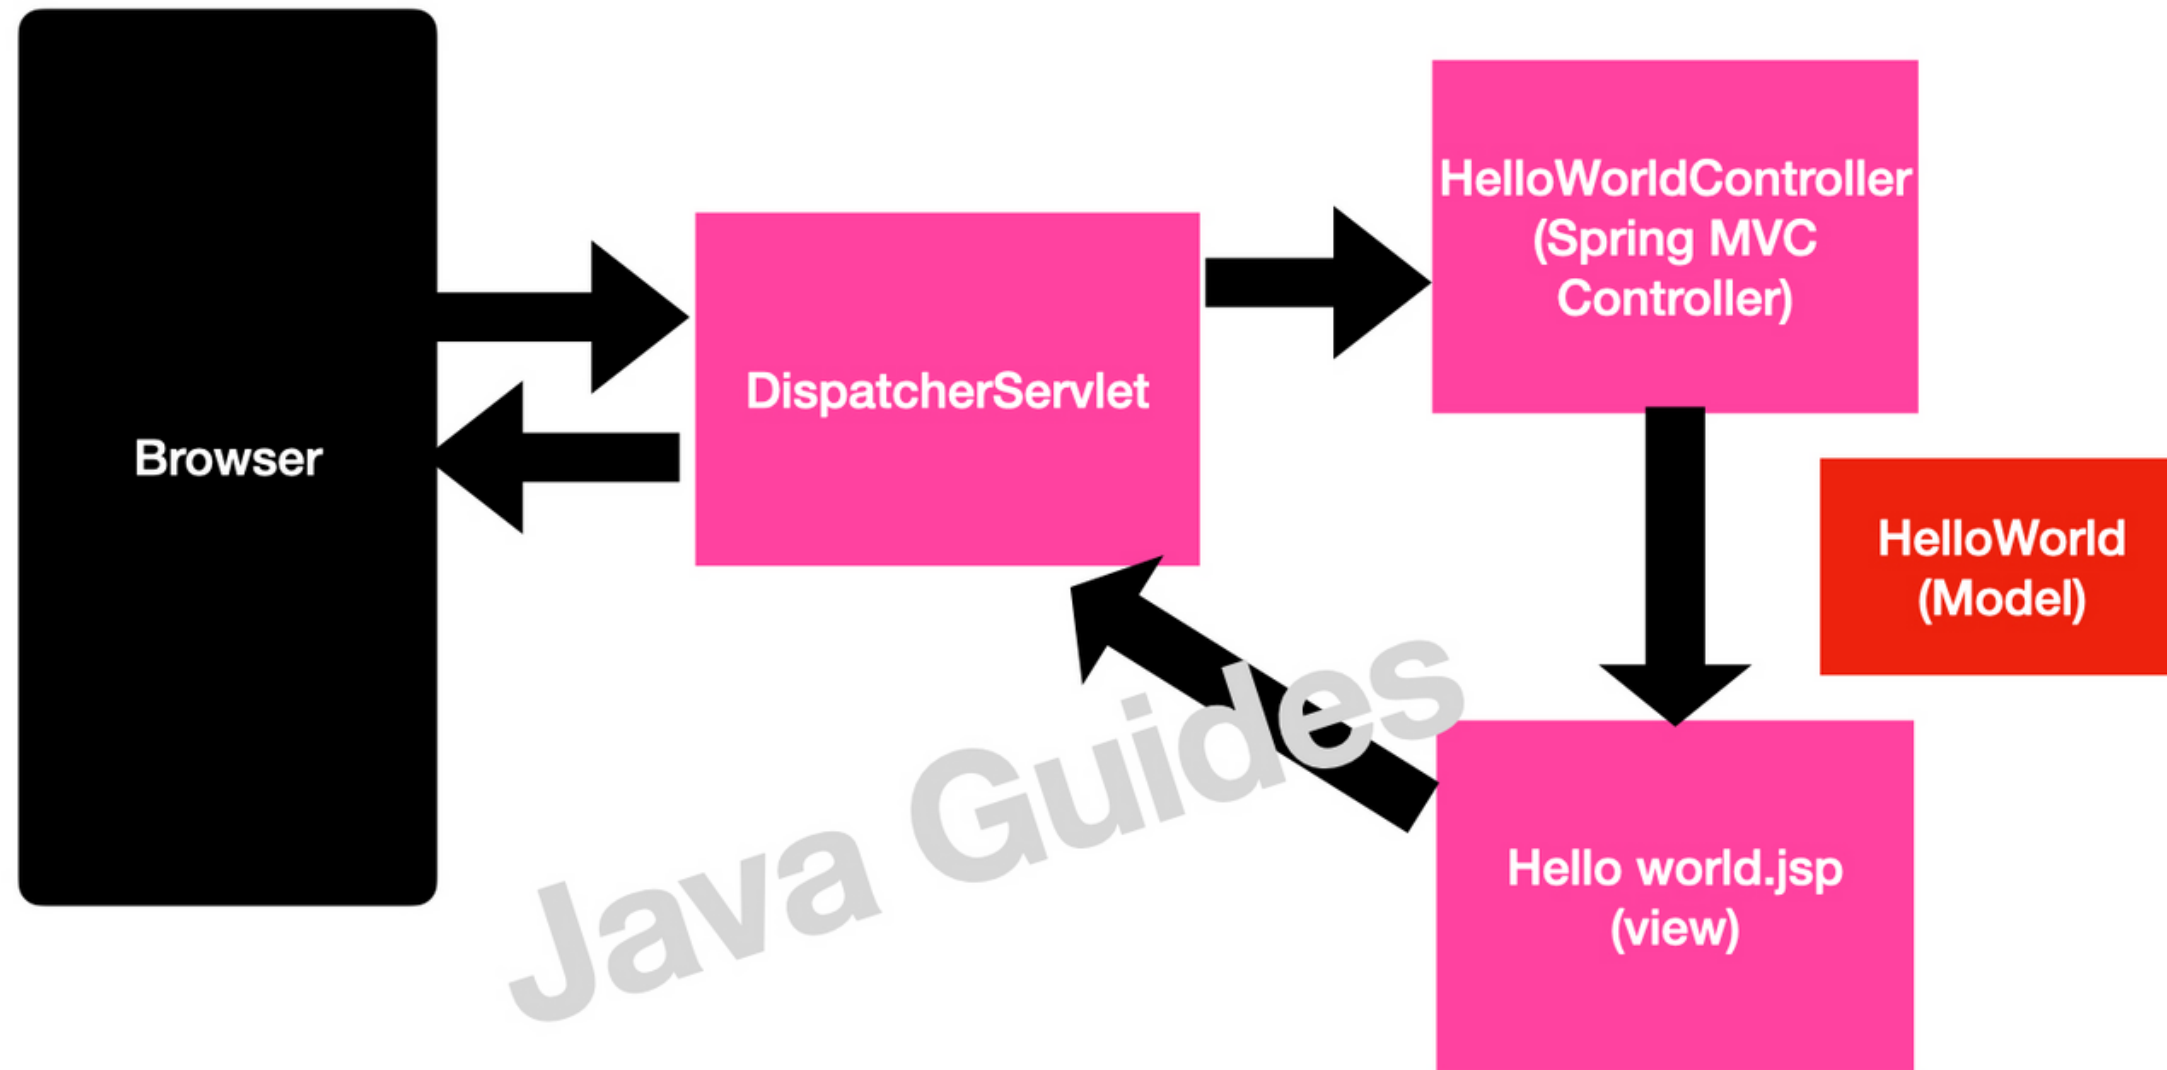 Browser
DispatcherServlet
HelloWorldController
(Spring MVC
Controller)
HelloWorld
(Model)
Hello world.jsp
(view)
Java Guides